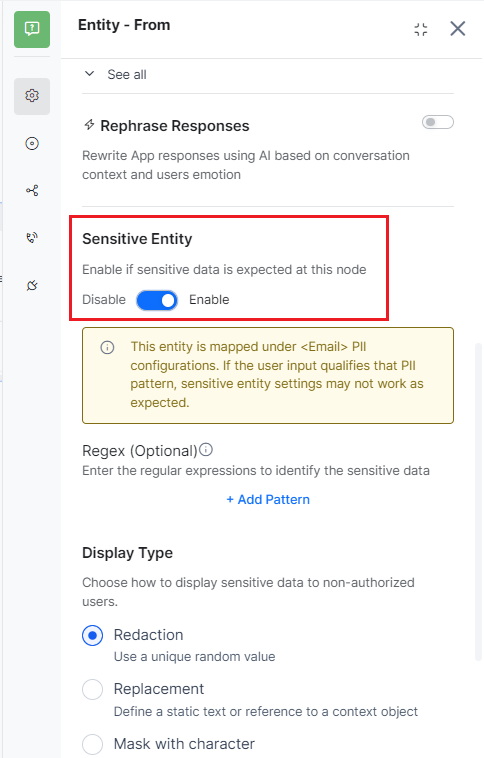 Entity - From
See all
Rephrase Responses
Rewrite App responses using AI based on conversation
context and users emotion
Sensitive Entity
Enable if sensitive data is expected at this node
Disable Enable
This entity is mapped under <Email> PII
configurations. If the user input qualifies that PII
pattern, sensitive entity settings may not work as
expected.
Regex (Optional)
Enter the regular expressions to identify the sensitive data
+ Add Pattern
Display Type
Choose how to display sensitive data to non-authorized
users.
Redaction
Use a unique random value
Replacement
Define a static text or reference to a context object
Mask with character